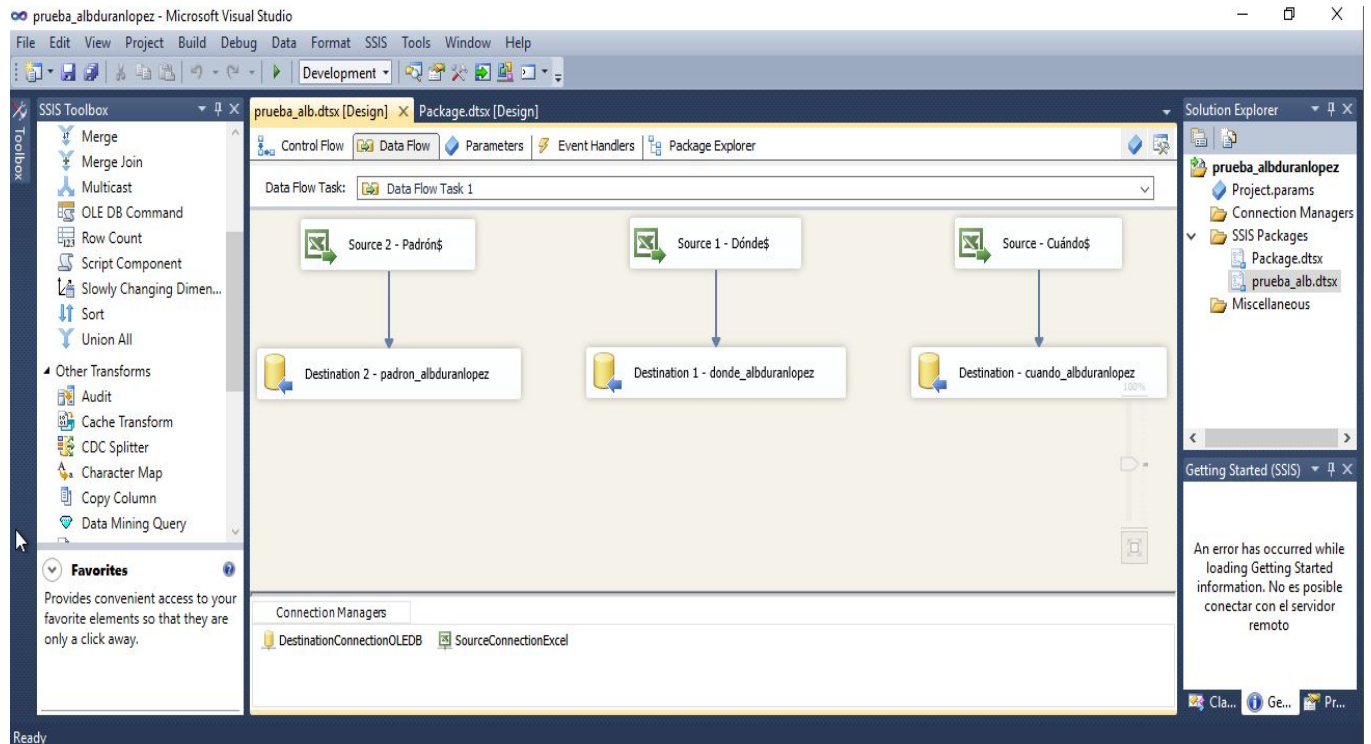 prueba_albduranlopez - Microsoft Visual Studio
File Edit View Project Build Debug Data Format SSIS Tools Window Help
Development
Toolbox
SSIS Toolbox
Merge
Merge Join
Multicast
OLE DB Command
Row Count
Script Component
Slowly Changing Dimen...
Sort
Union All
Other Transforms
Audit
Cache Transform
CDC Splitter
Character Map
Copy Column
Data Mining Query
Favorites
Provides convenient access to your
favorite elements so that they are
only a click away.
prueba_alb.dtsx [Design] Package.dtsx [Design]
Control Flow Data Flow Parameters Event Handlers Package Explorer
Data Flow Task: Data Flow Task 1
Source 2 - Padrón$ Source 1 - Dónde$ Source - Cuándo$
Destination 2 - padron_albduranlopez Destination 1 - donde_albduranlopez Destination - cuando_albduranlopez
100%
Connection Managers
DestinationConnectionOLEDB SourceConnectionExcel
Solution Explorer
prueba_albduranlopez
Project.params
Connection Managers
SSIS Packages
Package.dtsx
prueba_alb.dtsx
Miscellaneous
Getting Started (SSIS)
An error has occurred while
loading Getting Started
information. No es posible
conectar con el servidor
remoto
Cla... Ge... Pr...
Ready